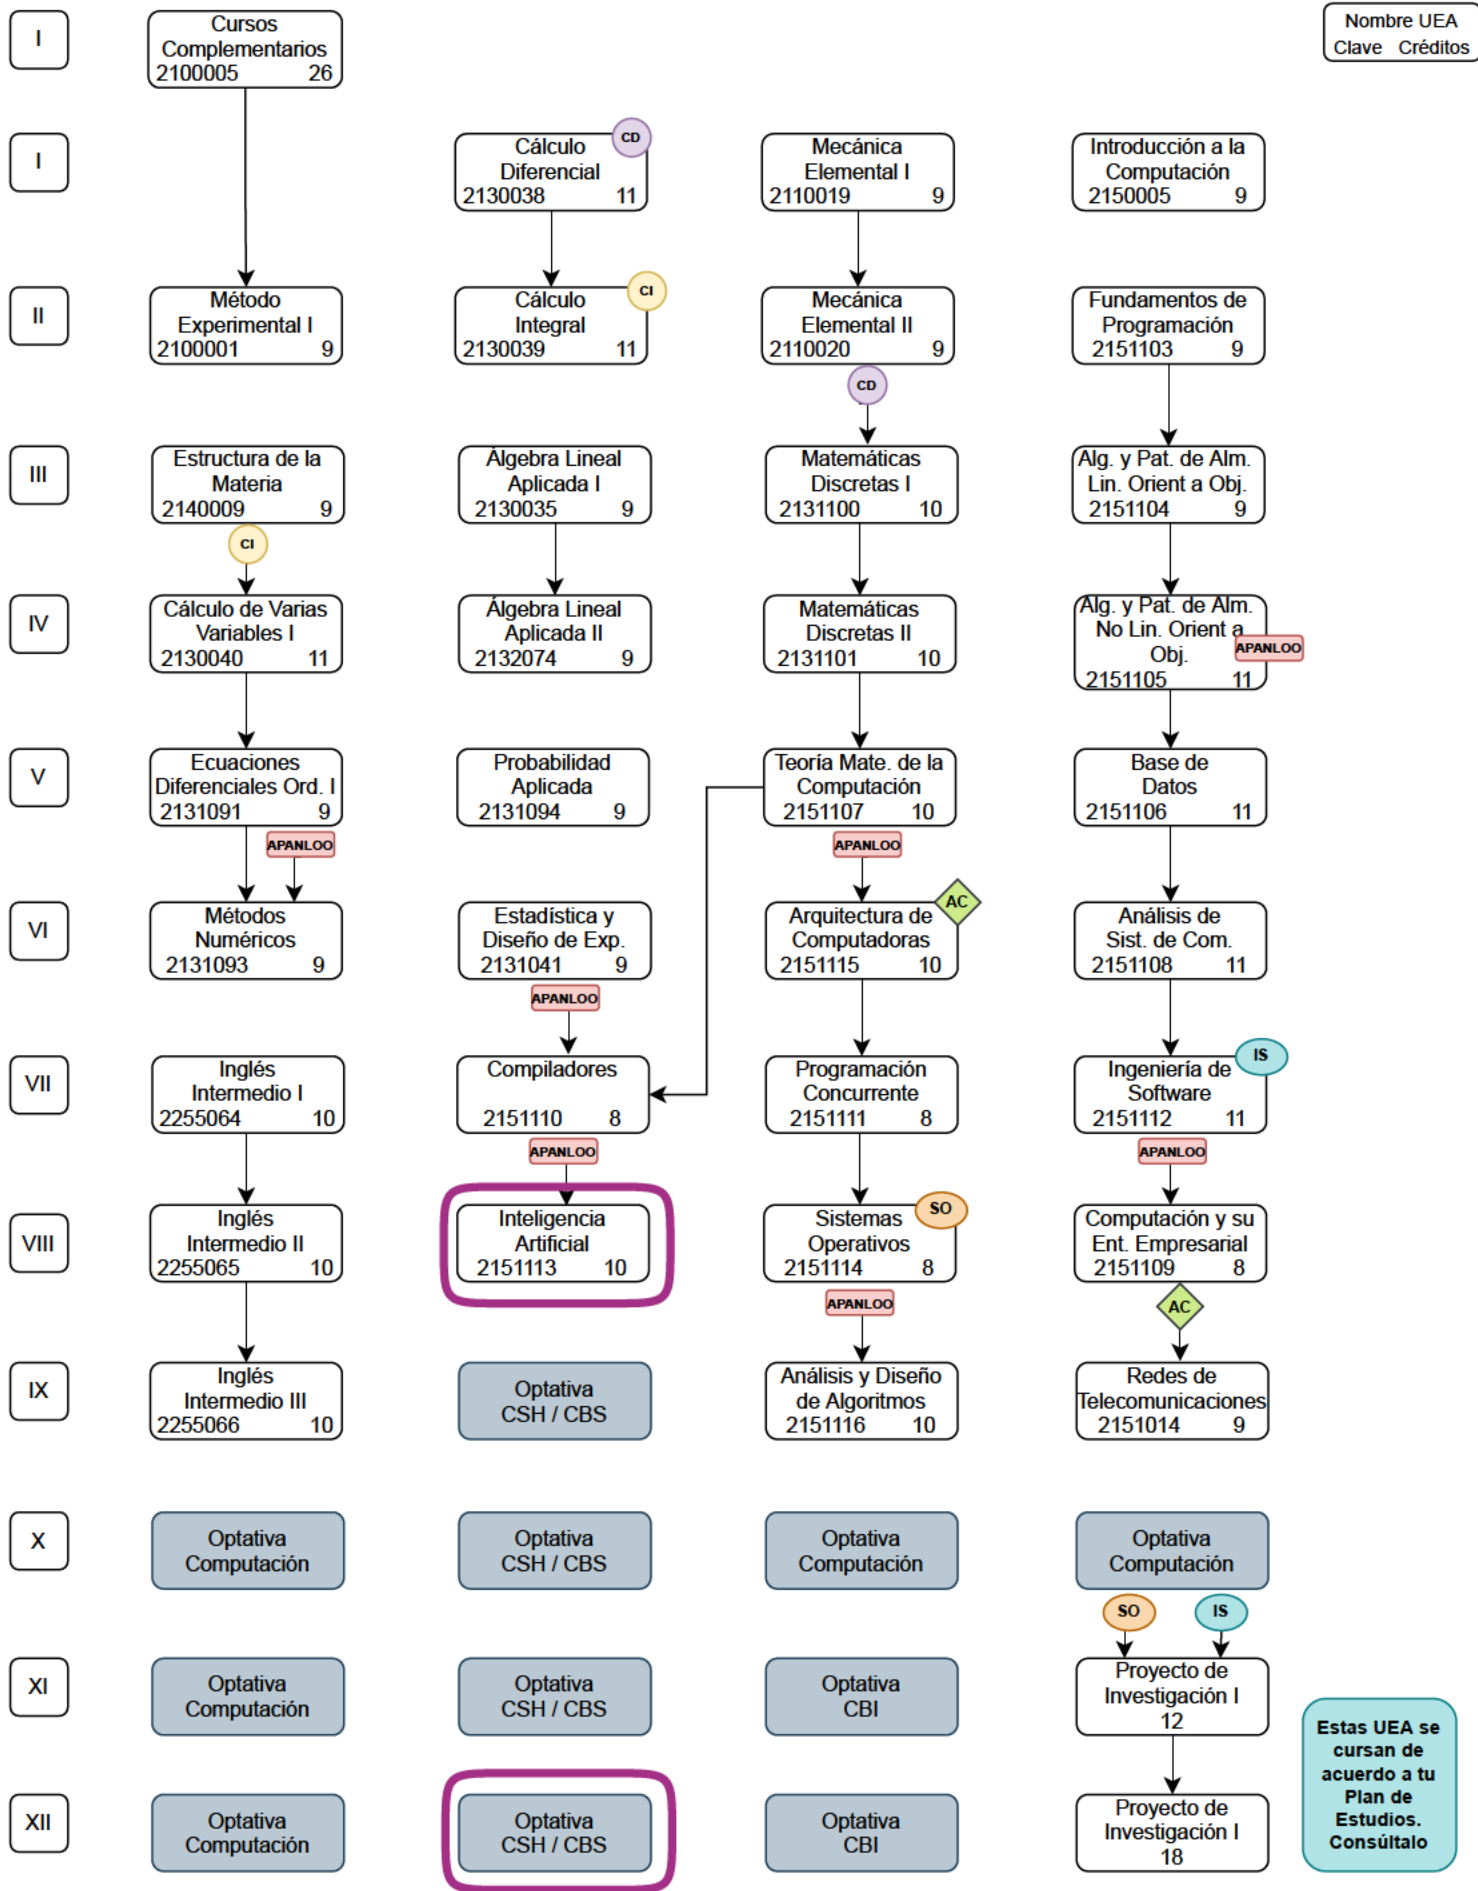 I
Cursos
Complementarios
2100005 26
Nombre UEA
Clave Créditos
I
Cálculo
Diferencial
2130038 11
CD
Mecánica
Elemental I
2110019 9
Introducción a la
Computación
2150005 9
II
Método
Experimental I
2100001 9
Cálculo
Integral
2130039 11
CI
Mecánica
Elemental II
2110020 9
CD
Fundamentos de
Programación
2151103 9
III
Estructura de la
Materia
2140009 9
CI
Álgebra Lineal
Aplicada I
2130035 9
Matemáticas
Discretas I
2131100 10
Alg. y Pat. de Alm.
Lin. Orient a Obj.
2151104 9
IV
Cálculo de Varias
Variables I
2130040 11
Álgebra Lineal
Aplicada II
2132074 9
Matemáticas
Discretas II
2131101 10
Alg. y Pat. de Alm.
No Lin. Orient a
Obj.
2151105 11
APANLOO
V
Ecuaciones
Diferenciales Ord. I
2131091 9
APANLOO
Probabilidad
Aplicada
2131094 9
Teoría Mate. de la
Computación
2151107 10
APANLOO
Base de
Datos
2151106 11
VI
Métodos
Numéricos
2131093 9
Estadística y
Diseño de Exp.
2131041 9
APANLOO
Arquitectura de
Computadoras
2151115 10
AC
Análisis de
Sist. de Com.
2151108 11
VII
Inglés
Intermedio I
2255064 10
Compiladores
2151110 8
APANLOO
Programación
Concurrente
2151111 8
Ingeniería de
Software
2151112 11
IS
APANLOO
VIII
Inglés
Intermedio II
2255065 10
Inteligencia
Artificial
2151113 10
Sistemas
Operativos
2151114 8
SO
APANLOO
Computación y su
Ent. Empresarial
2151109 8
AC
IX
Inglés
Intermedio III
2255066 10
Optativa
CSH / CBS
Análisis y Diseño
de Algoritmos
2151116 10
Redes de
Telecomunicaciones
2151014 9
X
Optativa
Computación
Optativa
CSH / CBS
Optativa
Computación
Optativa
Computación
SO IS
XI
Optativa
Computación
Optativa
CSH / CBS
Optativa
CBI
Proyecto de
Investigación I
12
XII
Optativa
Computación
Optativa
CSH / CBS
Optativa
CBI
Proyecto de
Investigación I
18
Estas UEA se
cursan de
acuerdo a tu
Plan de
Estudios.
Consúltalo